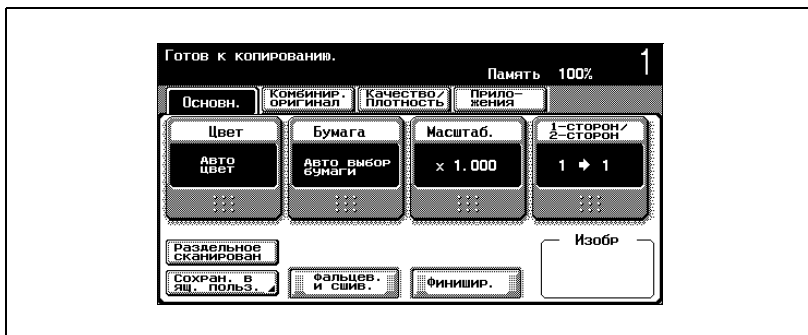 Готов к копированию.
Память 100% 1
Основн.
Комбинир.
оригинал
Качество/
Плотность
Прило-
жения
Цвет
Авто
цвет
Бумага
Авто выбор
бумаги
Масштаб.
x 1.000
1-сторон/
2-сторон
1 ➔ 1
Раздельное
сканирован
Сохран. в
ящ. польз.
Фальцев.
и сшив.
Финишир.
Изобр